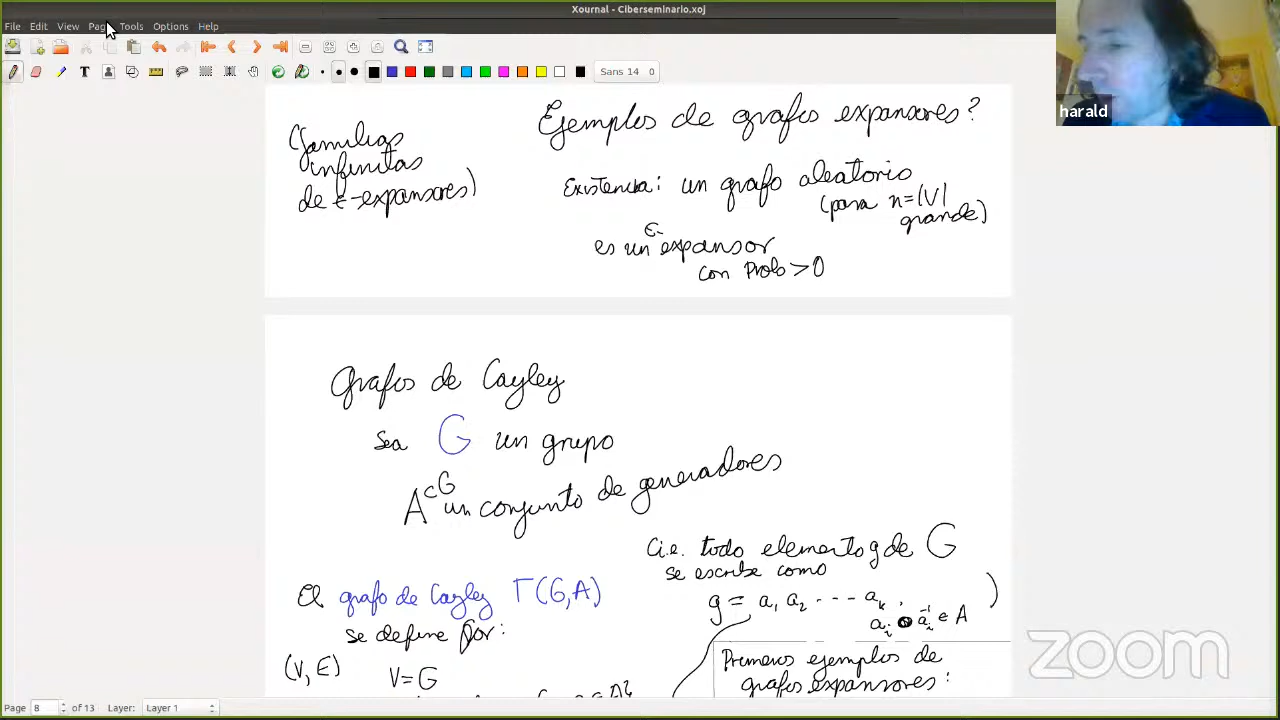 Xournal - Ciberseminario.xoj
File Edit View Page Tools Options Help
Sans 14 0
harald
(familias
infinitas
de ε-expansores)
Ejemplos de grafos expansores?
Existencia: un grafo aleatorio
(para n=|V|
grande)
es un ε-expansor
con Prob > 0
Grafos de Cayley
sea G un grupo
A⊂G un conjunto de generadores
(i.e. todo elemento g de G
se escribe como
g = a₁ a₂ ... aₖ,
aᵢ o aᵢ⁻¹ ∈ A)
El grafo de Cayley Γ(G,A)
se define por:
(V,E) V=G
Primeros ejemplos de
grafos expansores:
zoom
Page 8 of 13 Layer: Layer 1